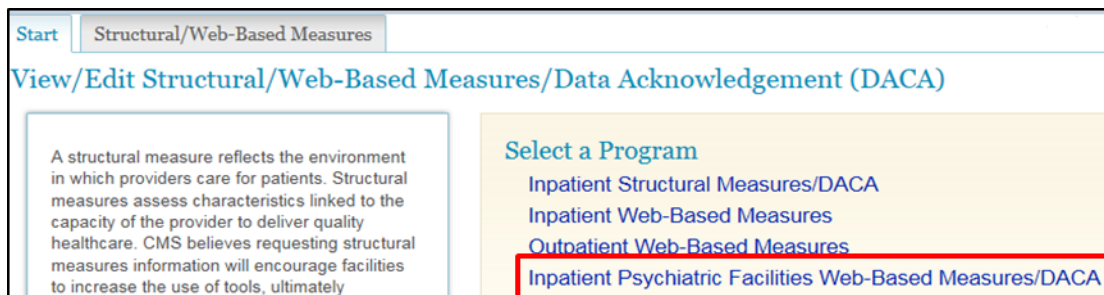 Start
Structural/Web-Based Measures
View/Edit Structural/Web-Based Measures/Data Acknowledgement (DACA)
A structural measure reflects the environment
in which providers care for patients. Structural
measures assess characteristics linked to the
capacity of the provider to deliver quality
healthcare. CMS believes requesting structural
measures information will encourage facilities
to increase the use of tools, ultimately
Select a Program
Inpatient Structural Measures/DACA
Inpatient Web-Based Measures
Outpatient Web-Based Measures
Inpatient Psychiatric Facilities Web-Based Measures/DACA